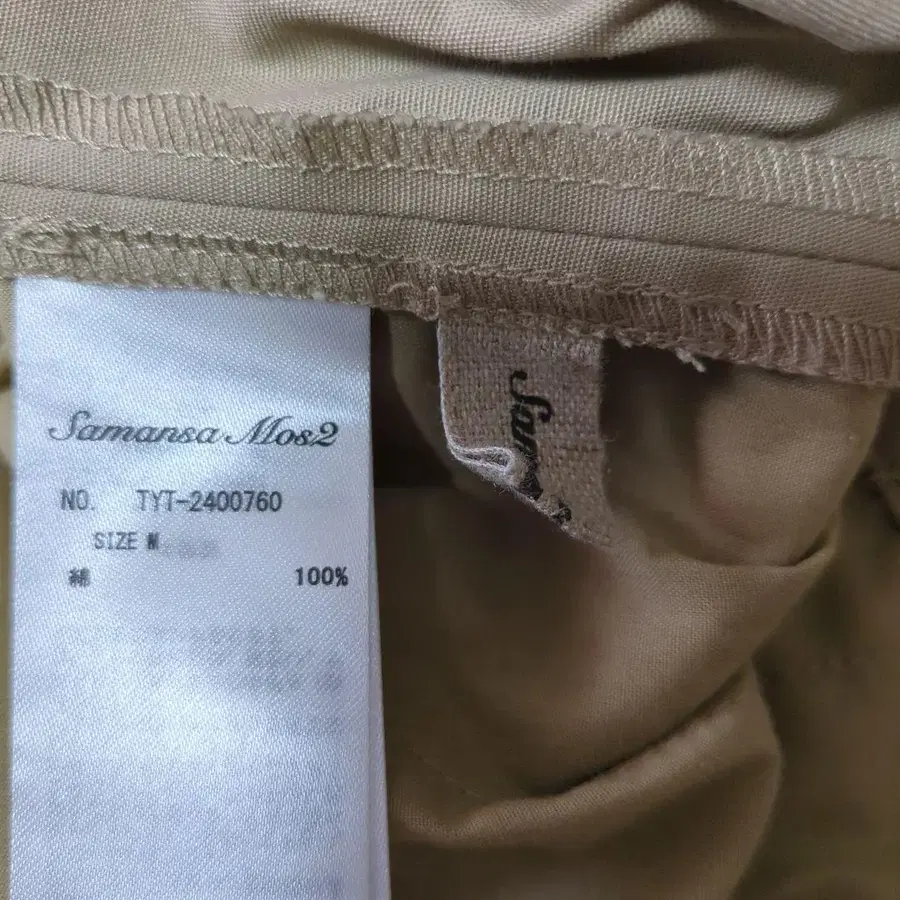 Samansa Mos2
NO. TYT-2400760
SIZE M
綿 100%